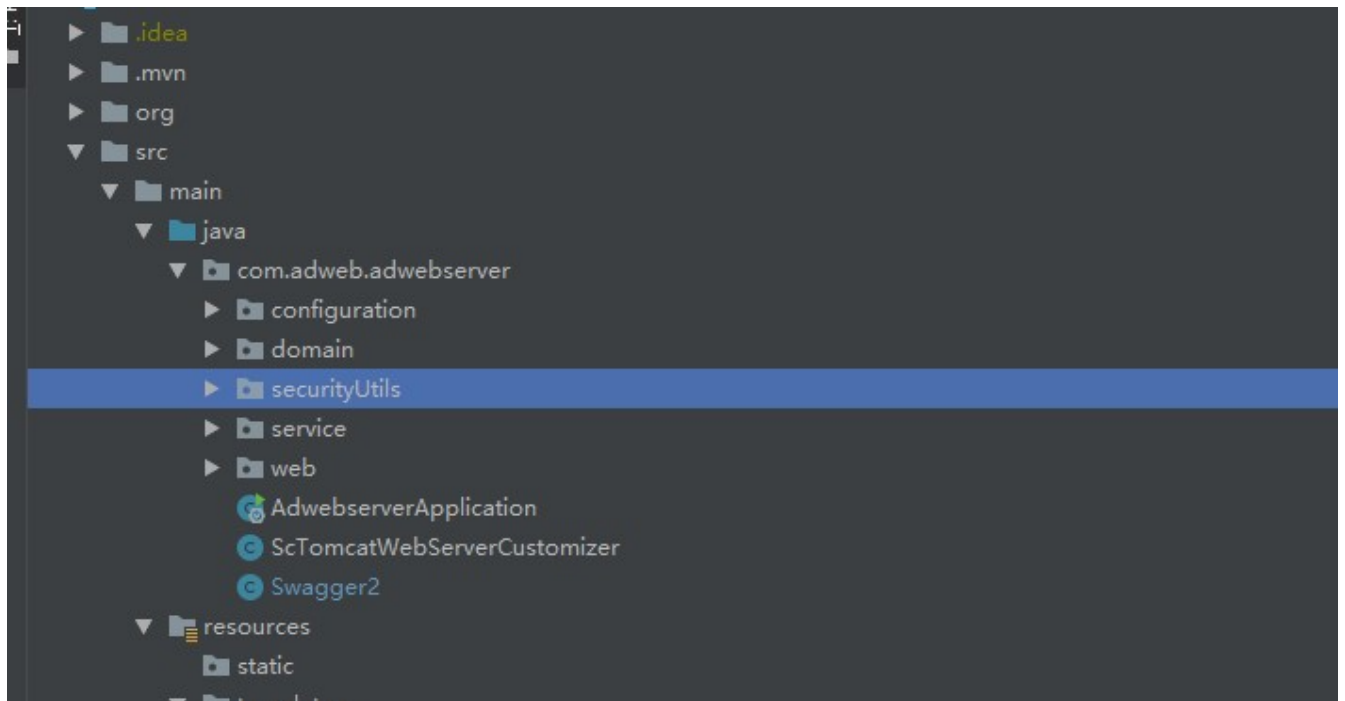 .idea
.mvn
org
src
main
java
com.adweb.adwebserver
configuration
domain
securityUtils
service
web
AdwebserverApplication
ScTomcatWebServerCustomizer
Swagger2
resources
static